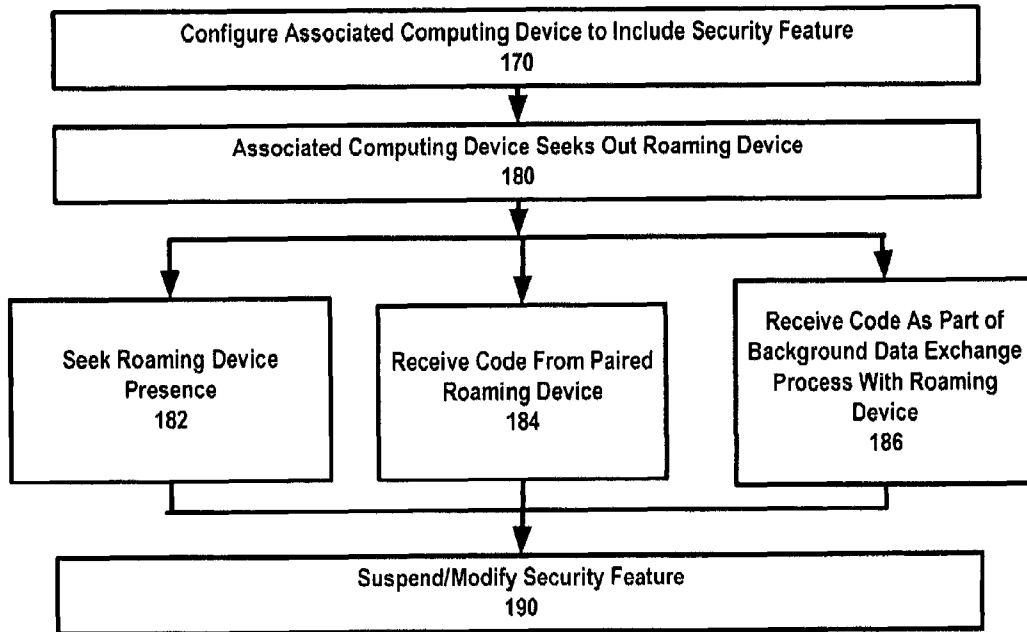 Configure Associated Computing Device to Include Security Feature
170
Associated Computing Device Seeks Out Roaming Device
180
Seek Roaming Device
Presence
182
Receive Code From Paired
Roaming Device
184
Receive Code As Part of
Background Data Exchange
Process With Roaming
Device
186
Suspend/Modify Security Feature
190